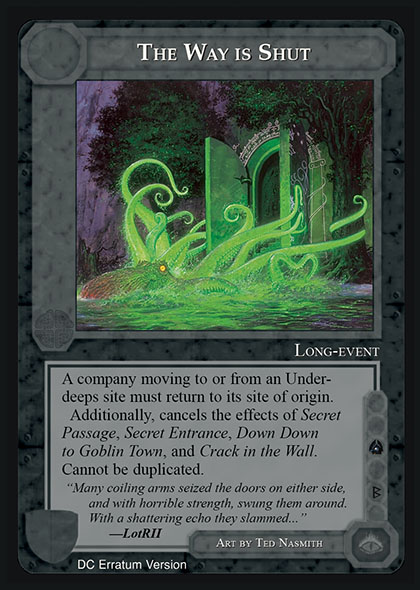 The Way is Shut
Long-event
A company moving to or from an Under-
deeps site must return to its site of origin.
Additionally, cancels the effects of Secret
Passage, Secret Entrance, Down Down
to Goblin Town, and Crack in the Wall.
Cannot be duplicated.
“Many coiling arms seized the doors on either side,
and with horrible strength, swung them around.
With a shattering echo they slammed...”
—LotRII
Art by Ted Nasmith
DC Erratum Version